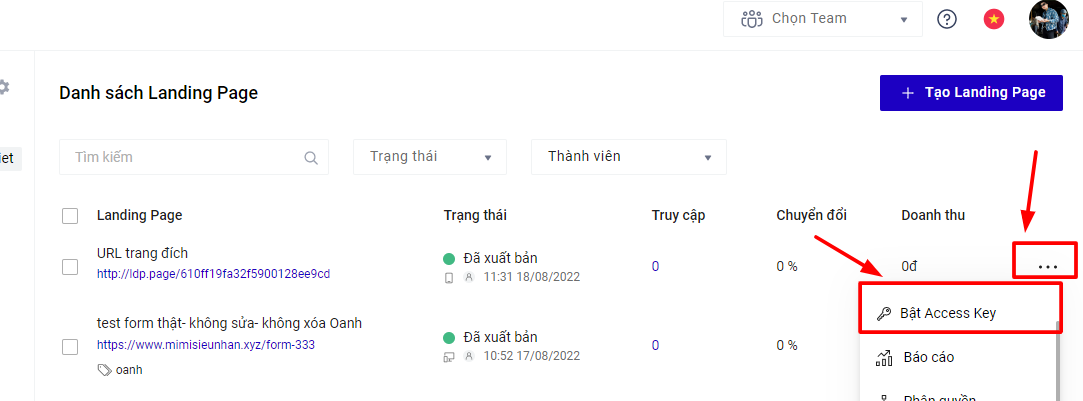 Chọn Team
Danh sách Landing Page
+ Tạo Landing Page
iet
Tìm kiếm
Trạng thái
Thành viên
Landing Page
Trạng thái
Truy cập
Chuyển đổi
Doanh thu
URL trang đích
http://ldp.page/610ff19fa32f5900128ee9cd
Đã xuất bản
11:31 18/08/2022
0
0 %
0đ
Bật Access Key
test form thật- không sửa- không xóa Oanh
https://www.mimisieunhan.xyz/form-333
oanh
Đã xuất bản
10:52 17/08/2022
0
0 %
Báo cáo
Phân quyền